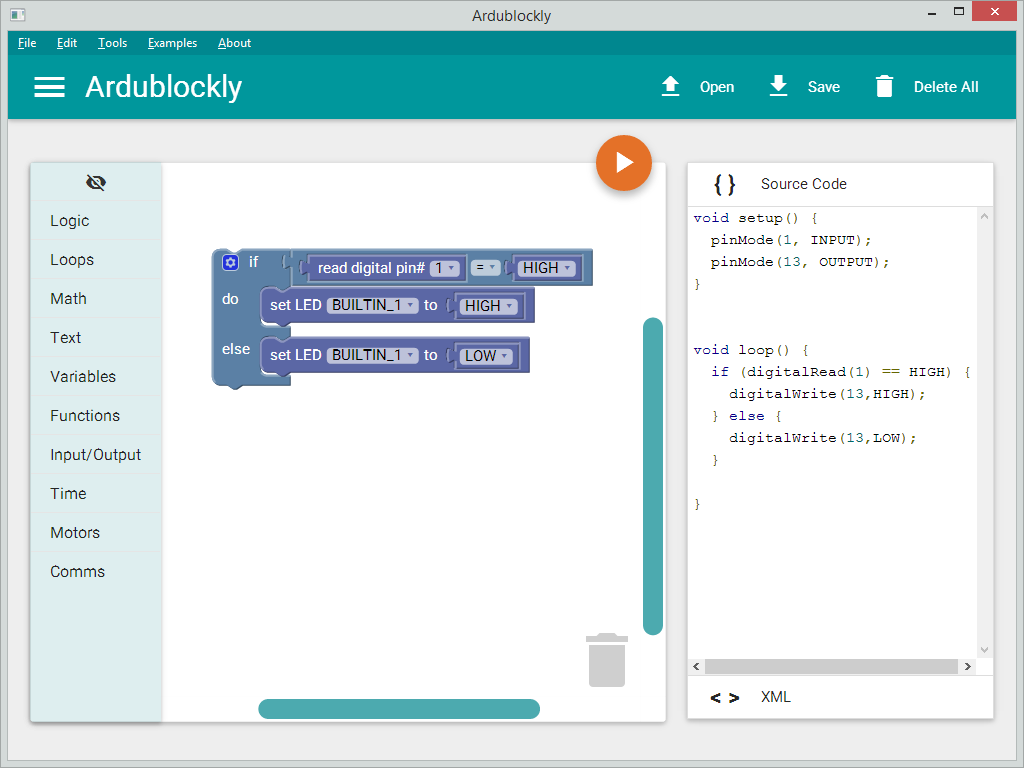 Ardublockly
File Edit Tools Examples About
Ardublockly
Open Save Delete All
Logic
Loops
Math
Text
Variables
Functions
Input/Output
Time
Motors
Comms
if read digital pin# 1 = HIGH
do set LED BUILTIN_1 to HIGH
else set LED BUILTIN_1 to LOW
{ } Source Code
void setup() {
  pinMode(1, INPUT);
  pinMode(13, OUTPUT);
}
void loop() {
  if (digitalRead(1) == HIGH) {
    digitalWrite(13,HIGH);
  } else {
    digitalWrite(13,LOW);
  }
}
< > XML